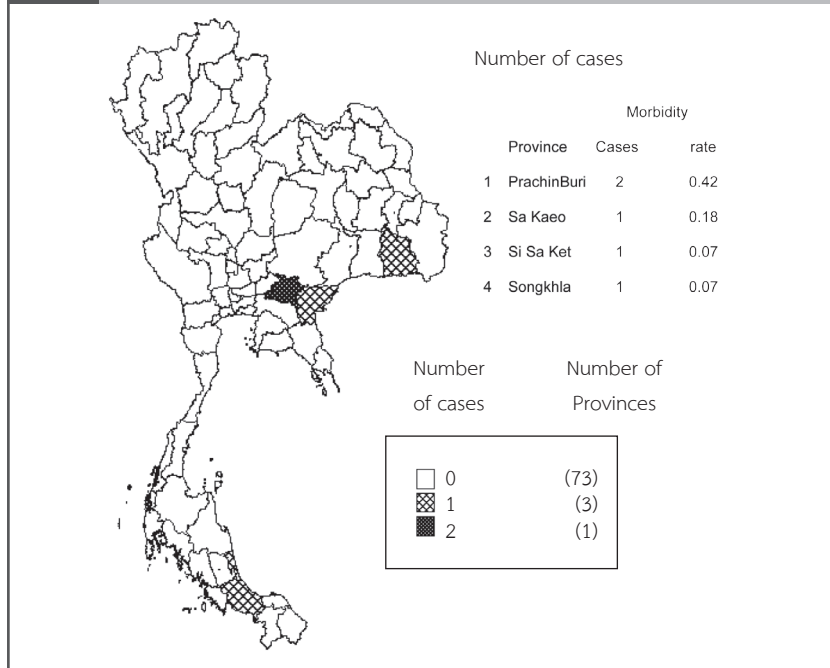 Number of cases
Morbidity
Province Cases rate
1 PrachinBuri 2 0.42
2 Sa Kaeo 1 0.18
3 Si Sa Ket 1 0.07
4 Songkhla 1 0.07
Number Number of
of cases Provinces
0 (73)
1 (3)
2 (1)